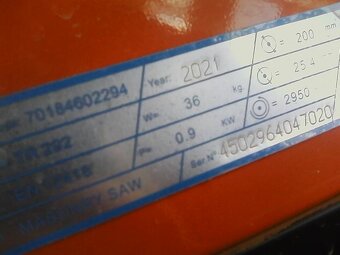 70184602294 Year: 2021 = 200 mm
TR 202 W= 36 kg = 25.4
P= 0.9 KW = 2950
MASONRY SAW Ser N° 4502964047020